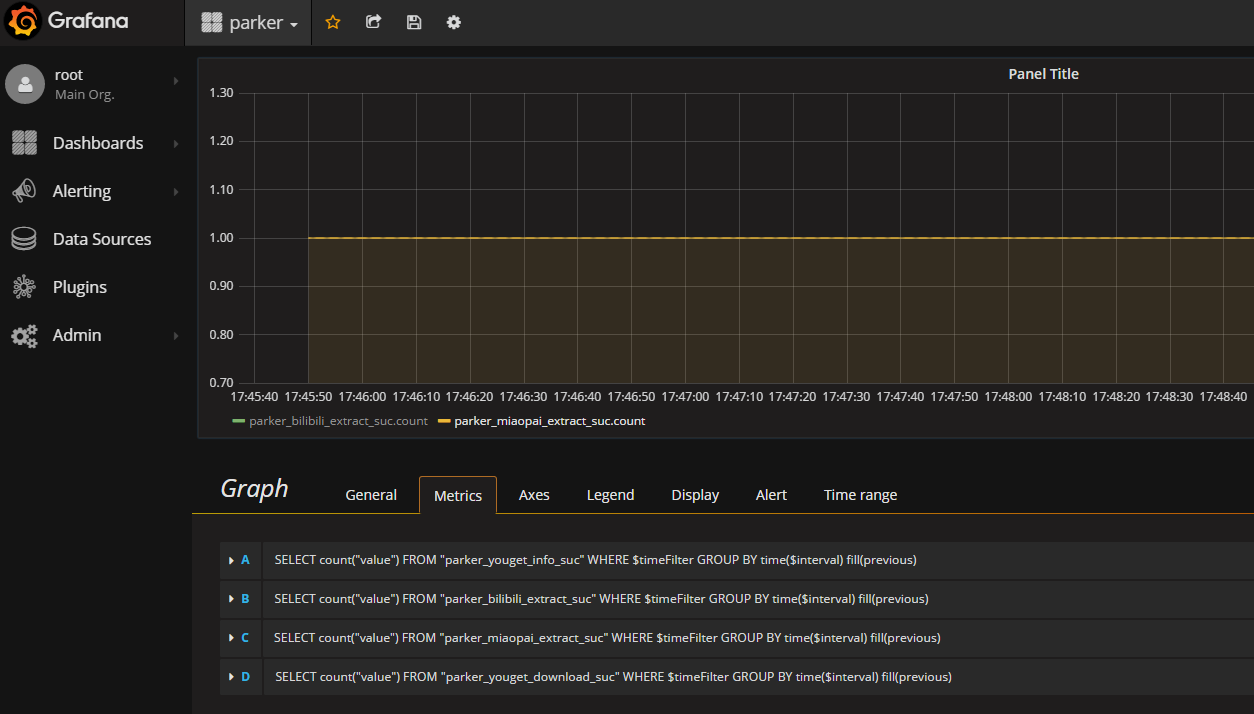 Grafana
parker
root
Main Org.
Dashboards
Alerting
Data Sources
Plugins
Admin
Panel Title
1.30
1.20
1.10
1.00
0.90
0.80
0.70
17:45:40 17:45:50 17:46:00 17:46:10 17:46:20 17:46:30 17:46:40 17:46:50 17:47:00 17:47:10 17:47:20 17:47:30 17:47:40 17:47:50 17:48:00 17:48:10 17:48:20 17:48:30 17:48:40
parker_bilibili_extract_suc.count parker_miaopai_extract_suc.count
Graph General Metrics Axes Legend Display Alert Time range
A SELECT count("value") FROM "parker_youget_info_suc" WHERE $timeFilter GROUP BY time($interval) fill(previous)
B SELECT count("value") FROM "parker_bilibili_extract_suc" WHERE $timeFilter GROUP BY time($interval) fill(previous)
C SELECT count("value") FROM "parker_miaopai_extract_suc" WHERE $timeFilter GROUP BY time($interval) fill(previous)
D SELECT count("value") FROM "parker_youget_download_suc" WHERE $timeFilter GROUP BY time($interval) fill(previous)